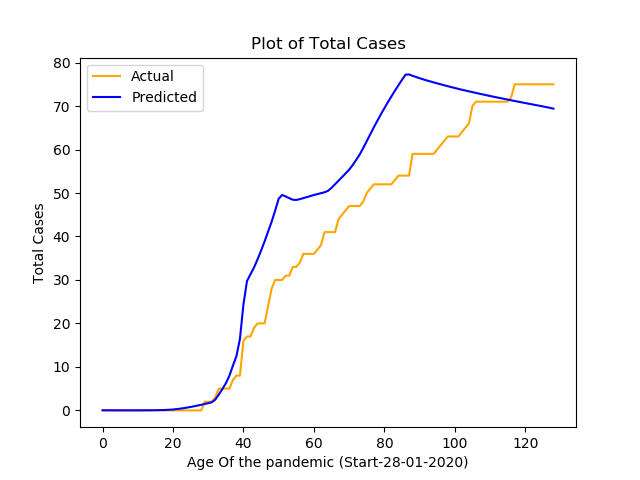 Plot of Total Cases
Actual
Predicted
80
70
60
50
40
30
20
10
0
Total Cases
0 20 40 60 80 100 120
Age Of the pandemic (Start-28-01-2020)